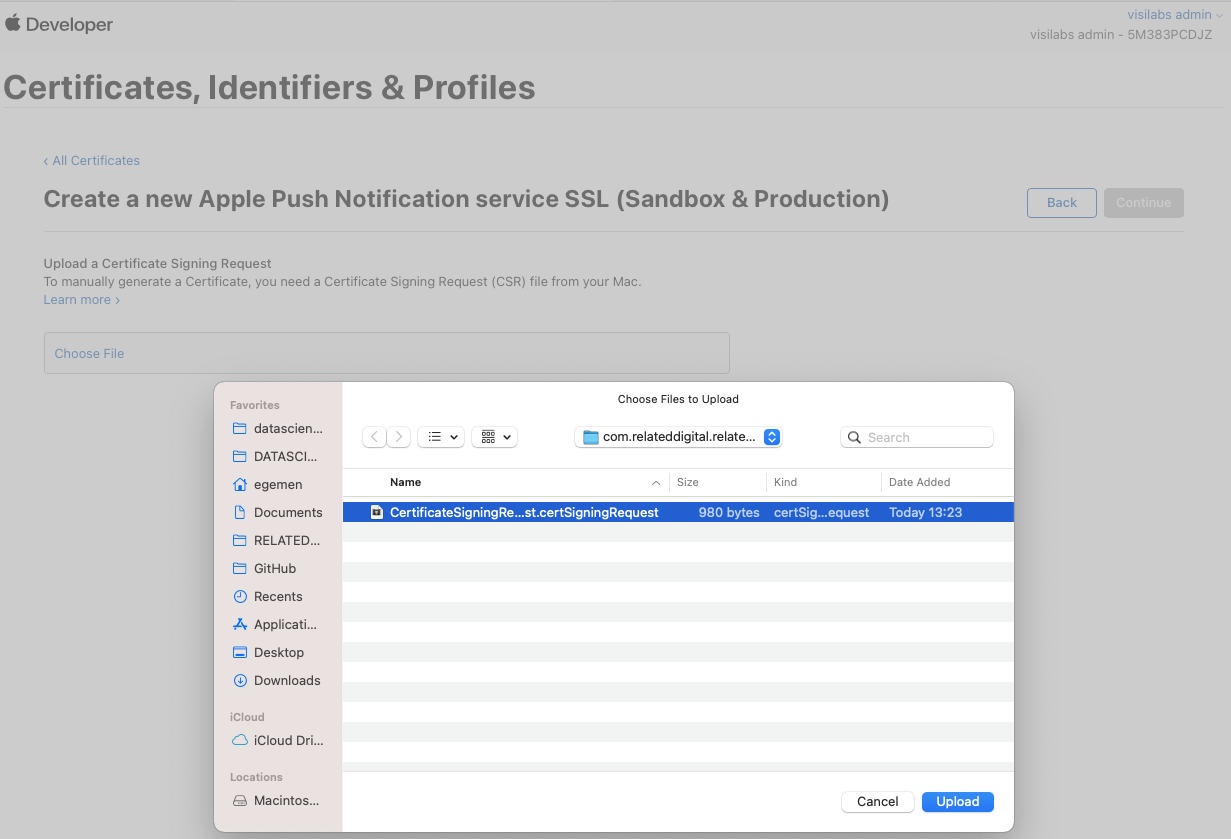 Developer
visilabs admin
visilabs admin - 5M383PCDJZ
Certificates, Identifiers & Profiles
‹ All Certificates
Create a new Apple Push Notification service SSL (Sandbox & Production)
Back
Continue
Upload a Certificate Signing Request
To manually generate a Certificate, you need a Certificate Signing Request (CSR) file from your Mac.
Learn more ›
Choose File
Choose Files to Upload
com.relateddigital.relate...
Search
Favorites
datascien...
DATASCI...
egemen
Documents
RELATED...
GitHub
Recents
Applicati...
Desktop
Downloads
iCloud
iCloud Dri...
Locations
Macintos...
Name Size Kind Date Added
CertificateSigningRe...st.certSigningRequest 980 bytes certSig...equest Today 13:23
Cancel
Upload